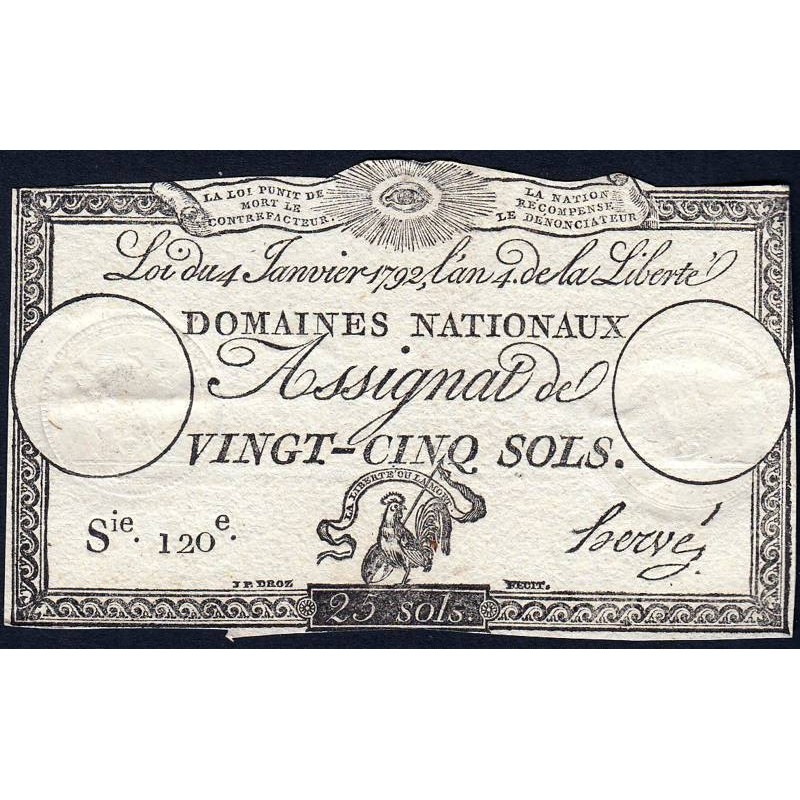 LA LOI PUNIT DE
MORT LE
CONTREFACTEUR.
LA NATION
RECOMPENSE
LE DENONCIATEUR
Loi du 4 Janvier 1792, l'an 4. de la Liberté
DOMAINES NATIONAUX
Assignat de
VINGT-CINQ SOLS.
LA LIBERTÉ OU LA MORT
Sie. 120e.
hervé
J P. DROZ
FECIT.
25 sols.